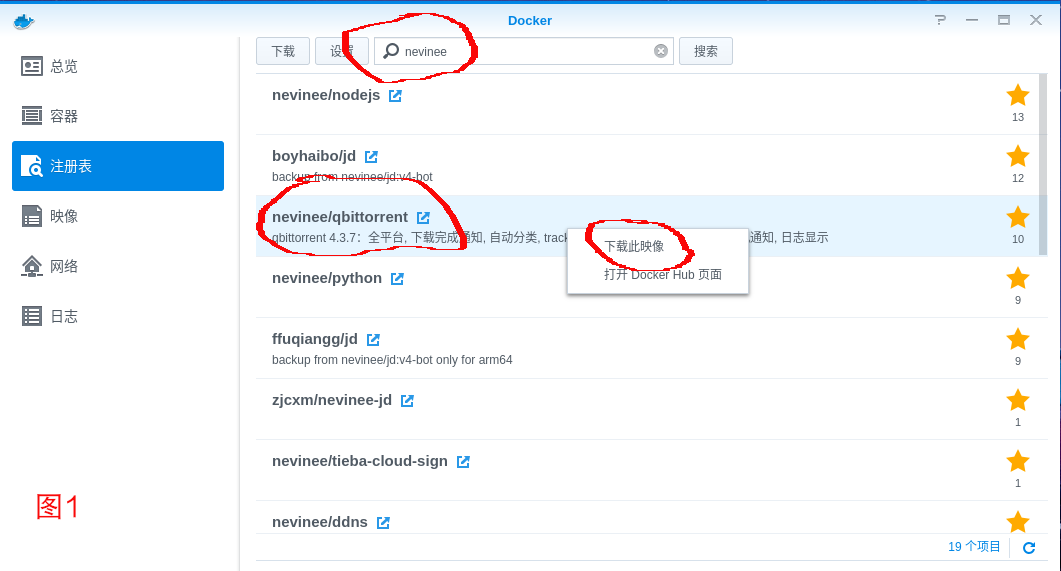 Docker
下载
设置
nevinee
搜索
总览
容器
注册表
映像
网络
日志
nevinee/nodejs
13
boyhaibo/jd
backup from nevinee/jd:v4-bot
12
nevinee/qbittorrent
qbittorrent 4.3.7：全平台, 下载完成通知, 自动分类, track
通知, 日志显示
10
下载此映像
打开 Docker Hub 页面
nevinee/python
9
ffuqiangg/jd
backup from nevinee/jd:v4-bot only for arm64
9
zjcxm/nevinee-jd
1
nevinee/tieba-cloud-sign
1
nevinee/ddns
19 个项目
图1